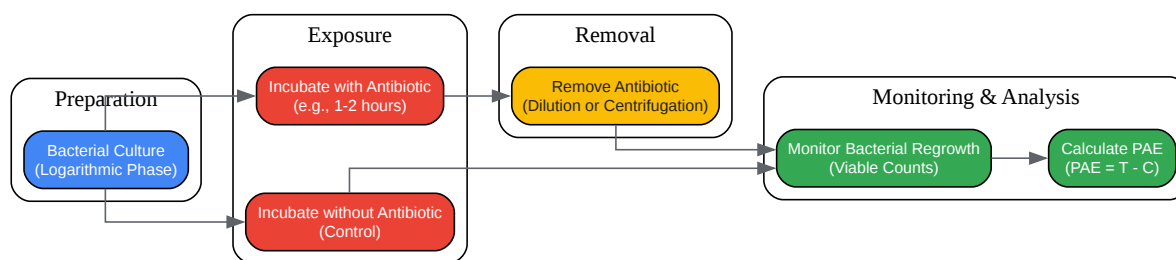 Preparation
Bacterial Culture
(Logarithmic Phase)
Exposure
Incubate with Antibiotic
(e.g., 1-2 hours)
Incubate without Antibiotic
(Control)
Removal
Remove Antibiotic
(Dilution or Centrifugation)
Monitoring & Analysis
Monitor Bacterial Regrowth
(Viable Counts)
Calculate PAE
(PAE = T - C)